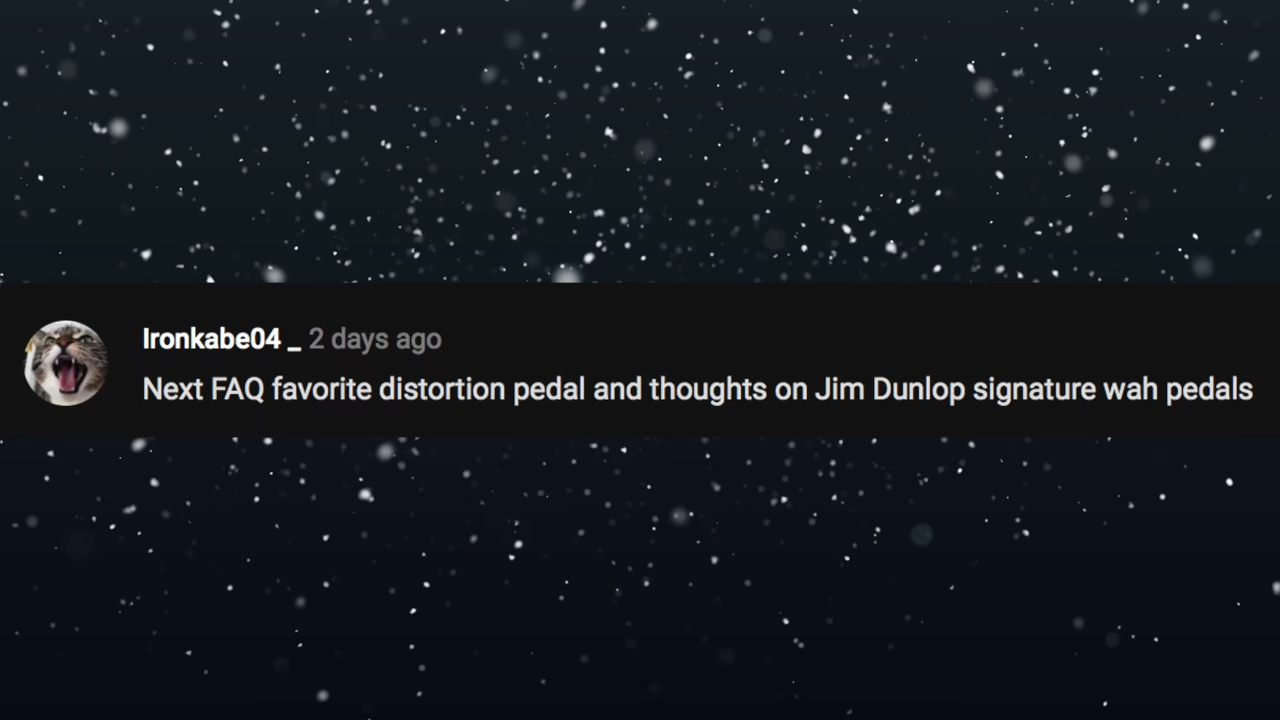 Ironkabe04 _ 2 days ago
Next FAQ favorite distortion pedal and thoughts on Jim Dunlop signature wah pedals